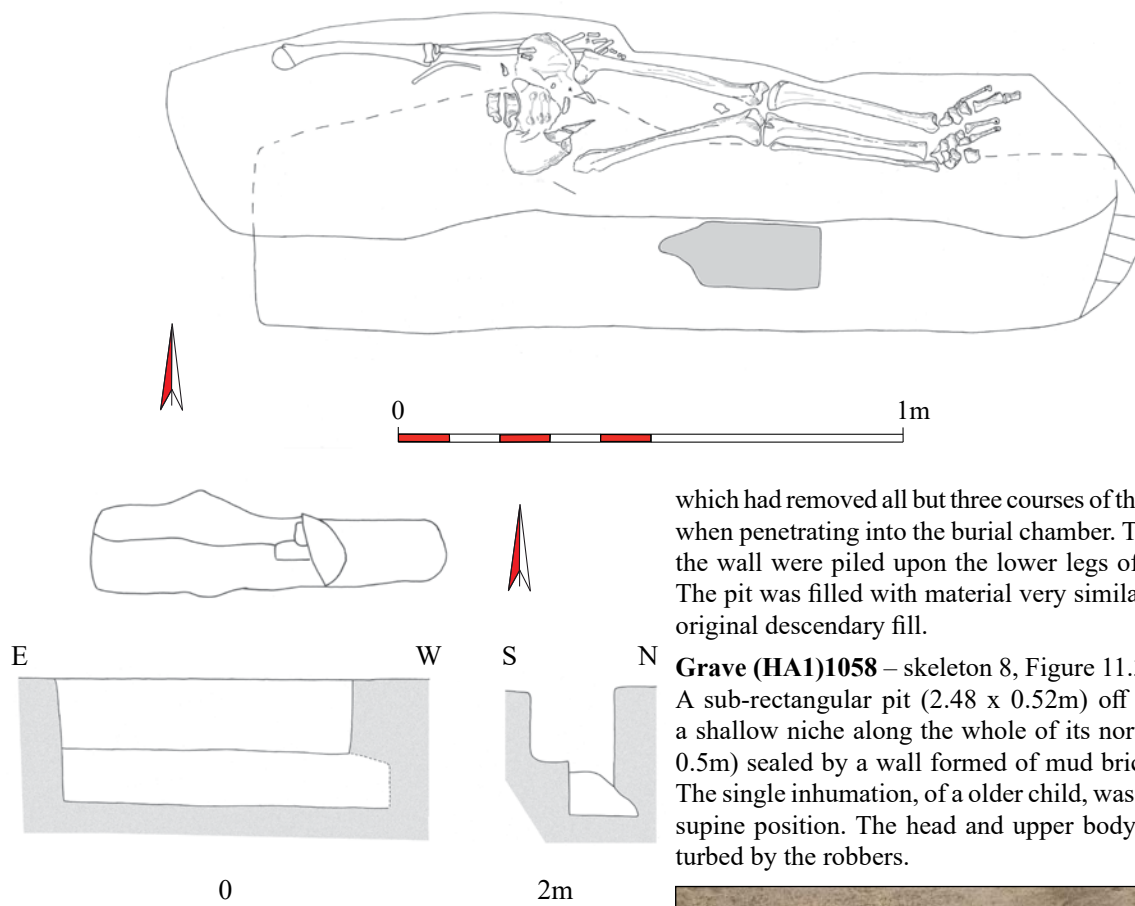 0 1m
which had removed all but three courses of th
when penetrating into the burial chamber. T
the wall were piled upon the lower legs of
The pit was filled with material very simila
original descendary fill.
Grave (HA1)1058 – skeleton 8, Figure 11.
A sub-rectangular pit (2.48 x 0.52m) off
a shallow niche along the whole of its nor
0.5m) sealed by a wall formed of mud bric
The single inhumation, of a older child, was
supine position. The head and upper body
turbed by the robbers.
E W S N
0 2m